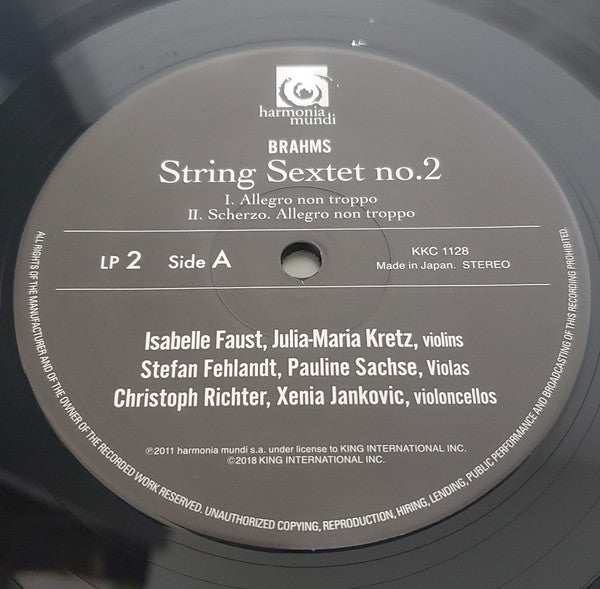 harmonia
mundi
BRAHMS
String Sextet no.2
I. Allegro non troppo
II. Scherzo. Allegro non troppo
LP 2 Side A
KKC 1128
Made in Japan. STEREO
Isabelle Faust, Julia-Maria Kretz, violins
Stefan Fehlandt, Pauline Sachse, Violas
Christoph Richter, Xenia Jankovic, violoncellos
℗2011 harmonia mundi s.a. under license to KING INTERNATIONAL INC.
©2018 KING INTERNATIONAL INC.
ALL RIGHTS OF THE MANUFACTURER AND OF THE OWNER OF THE RECORDED WORK RESERVED. UNAUTHORIZED COPYING, REPRODUCTION, HIRING, LENDING, PUBLIC PERFORMANCE AND BROADCASTING OF THIS RECORDING PROHIBITED.